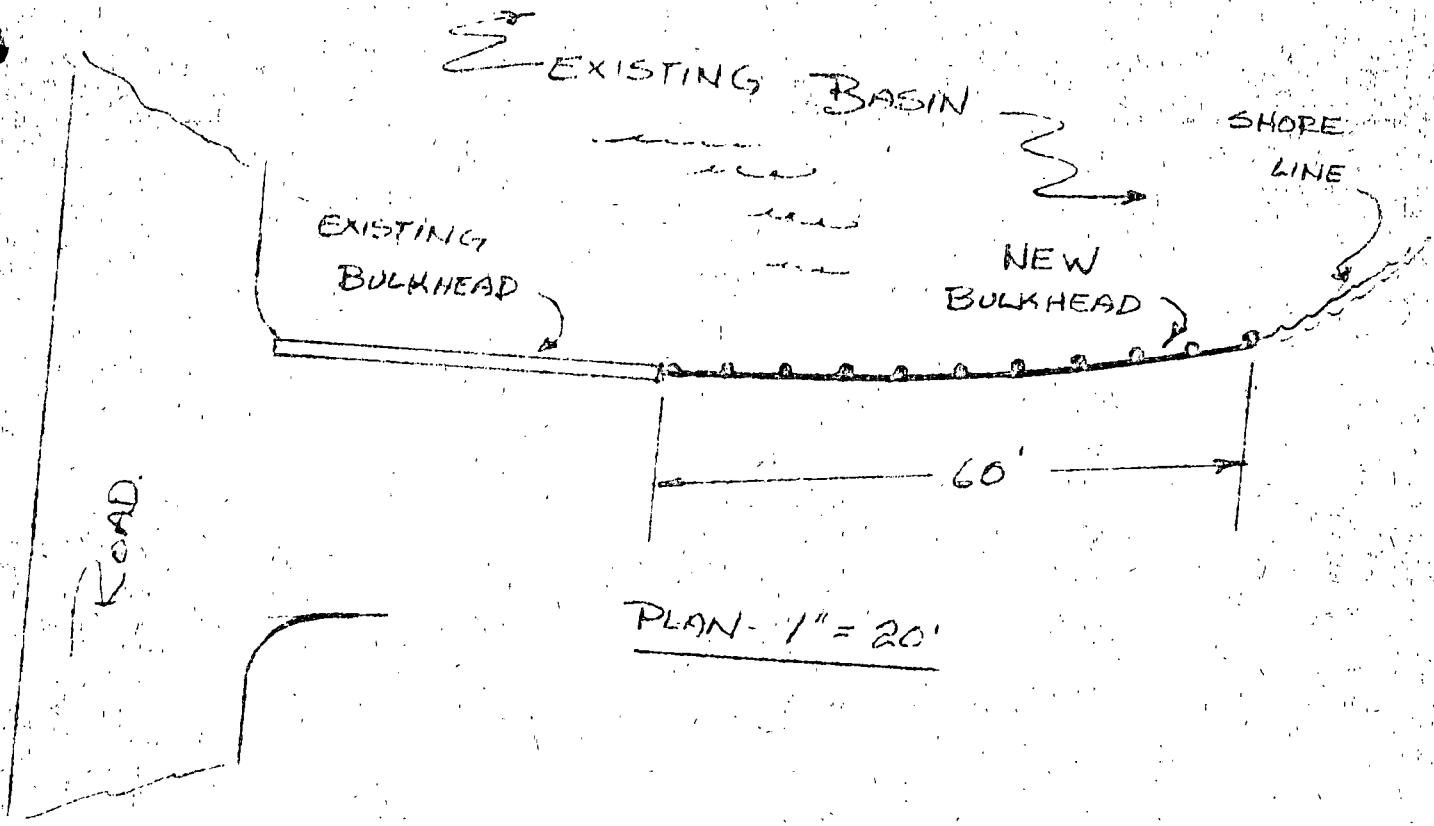 EXISTING BASIN
SHORE
LINE
EXISTING
BULKHEAD
NEW
BULKHEAD
60'
ROAD.
PLAN- 1" = 20'